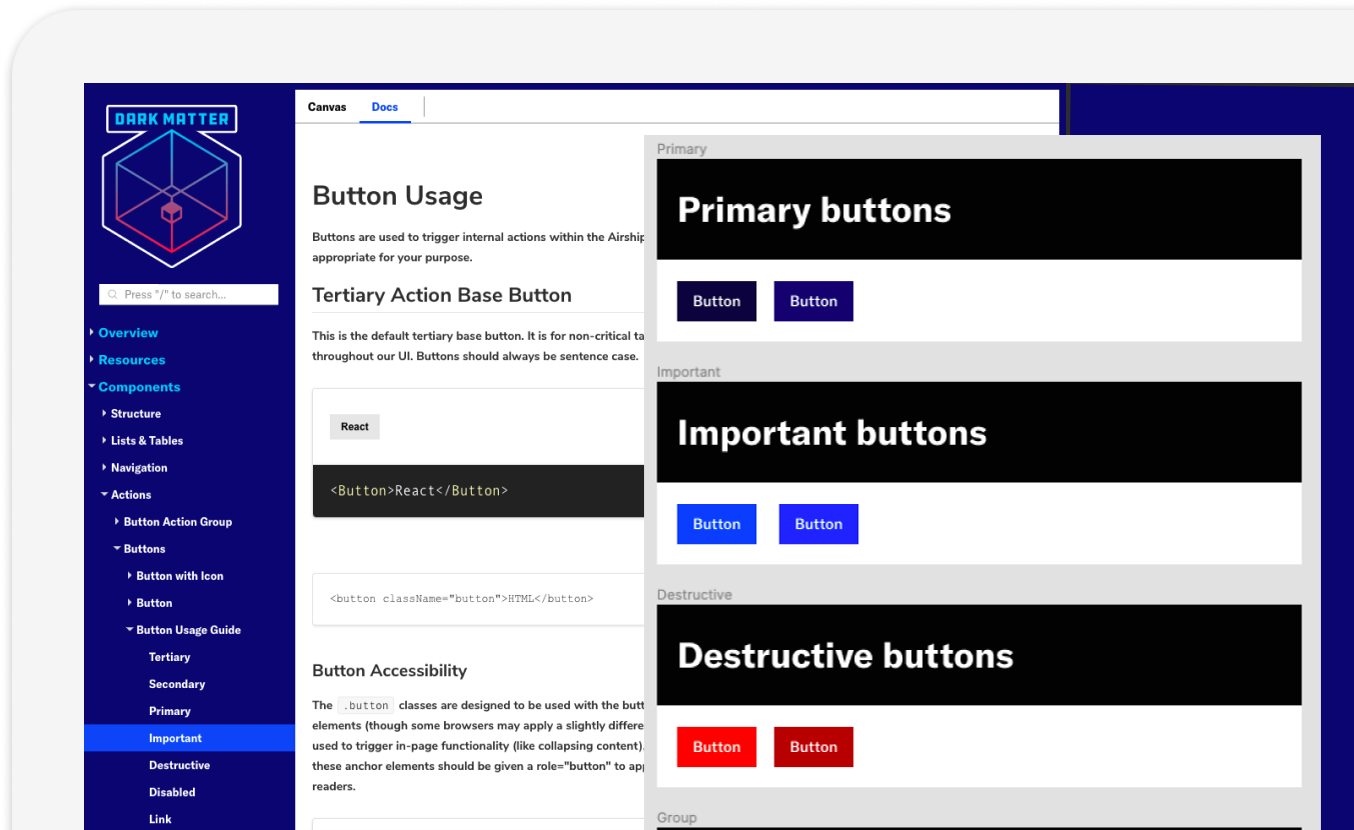 DARK MATTER
Press "/" to search...
Overview
Resources
Components
Structure
Lists & Tables
Navigation
Actions
Button Action Group
Buttons
Button with Icon
Button
Button Usage Guide
Tertiary
Secondary
Primary
Important
Destructive
Disabled
Link
Canvas
Docs
Button Usage
Buttons are used to trigger internal actions within the Airship
appropriate for your purpose.
Tertiary Action Base Button
This is the default tertiary base button. It is for non-critical ta
throughout our UI. Buttons should always be sentence case.
React
<Button>React</Button>
<button className="button">HTML</button>
Button Accessibility
The .button classes are designed to be used with the butt
elements (though some browsers may apply a slightly differe
used to trigger in-page functionality (like collapsing content)
these anchor elements should be given a role="button" to app
readers.
Primary
Primary buttons
Button Button
Important
Important buttons
Button Button
Destructive
Destructive buttons
Button Button
Group